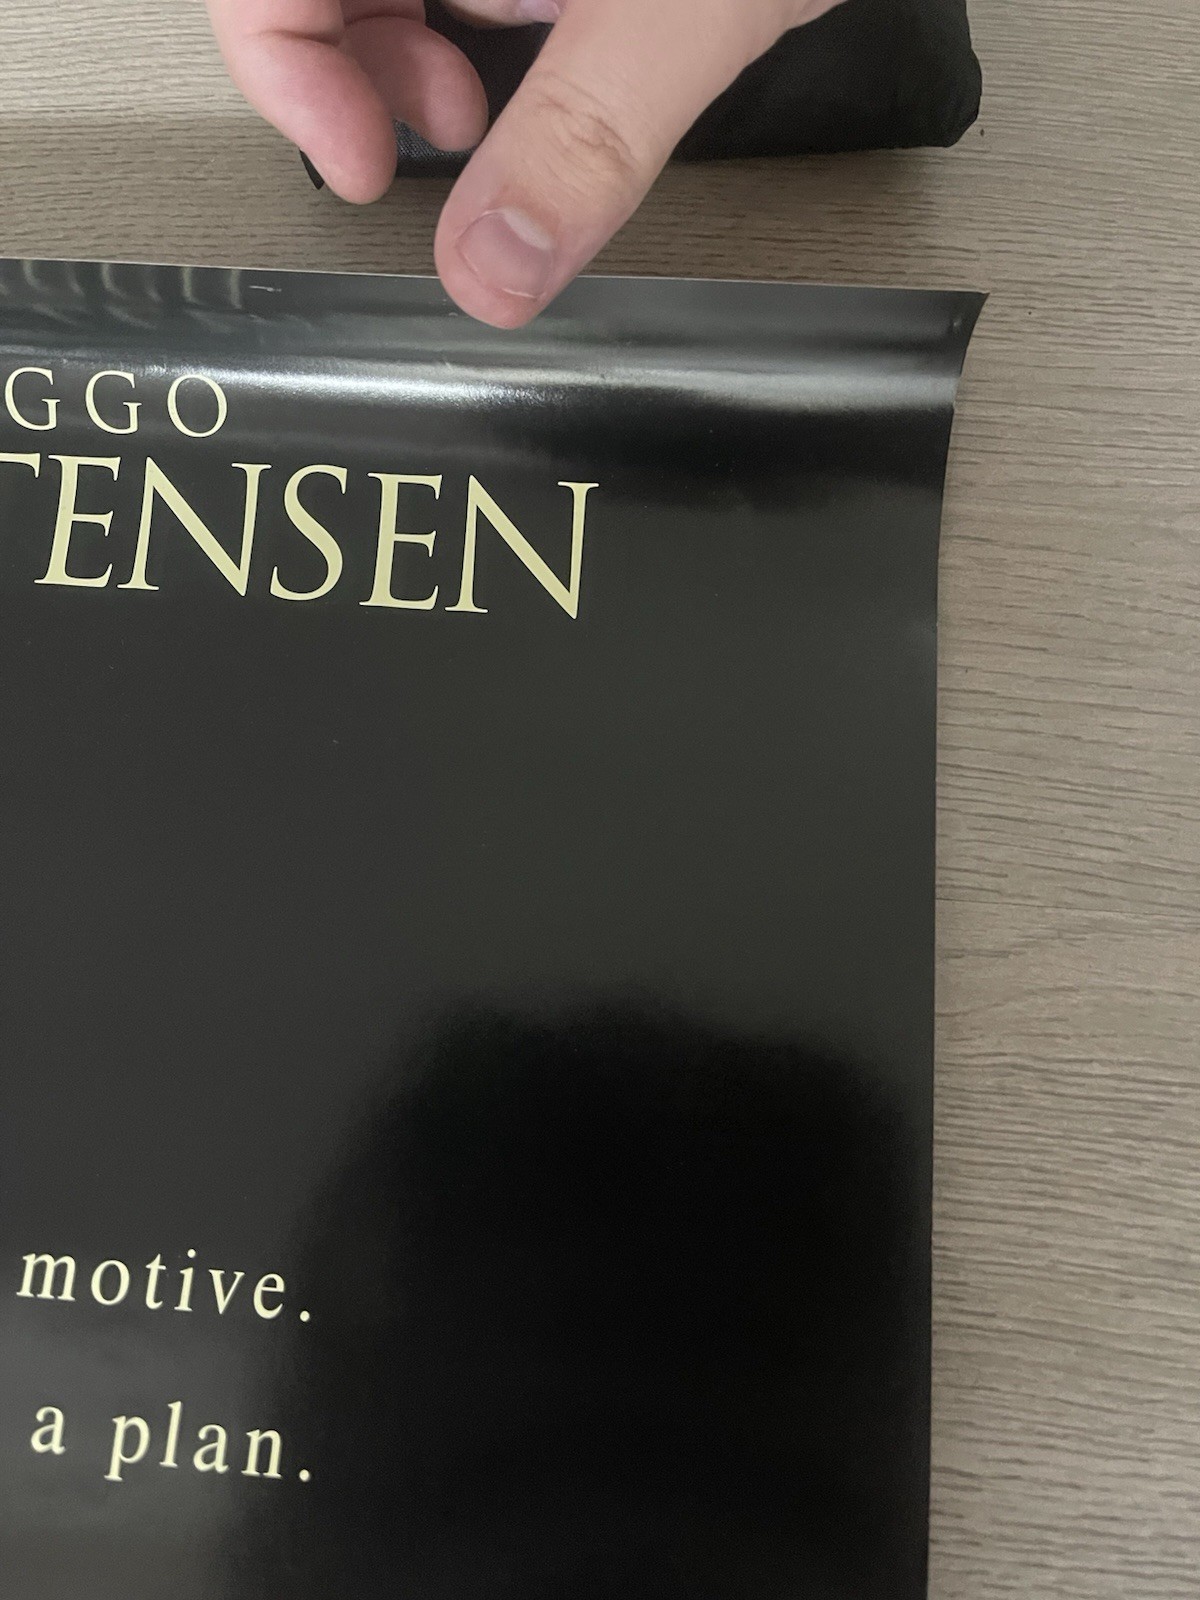 GGO
TENSEN
motive.
a plan.